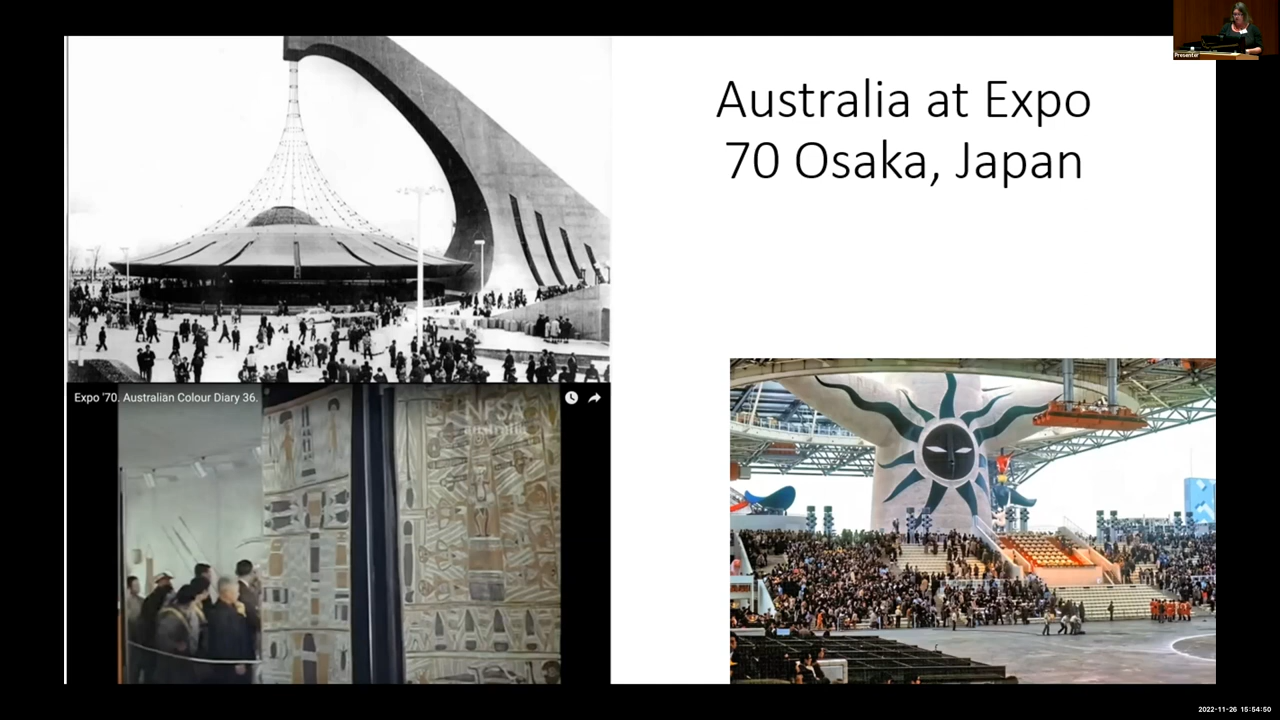 Presenter
Australia at Expo
70 Osaka, Japan
Expo '70. Australian Colour Diary 36.
NFSA
australia
2022-11-26 15:54:50